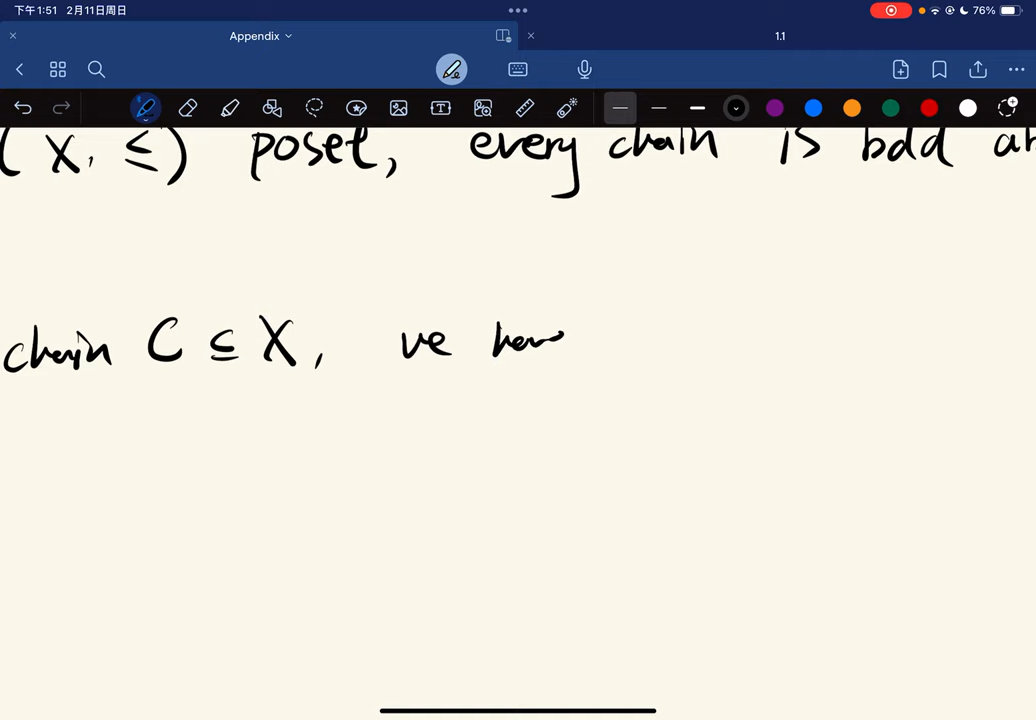 下午1:51 2月11日周日 76%
Appendix 1.1
(X, ≤) poset, every chain is bdd
chain C ⊆ X, we have